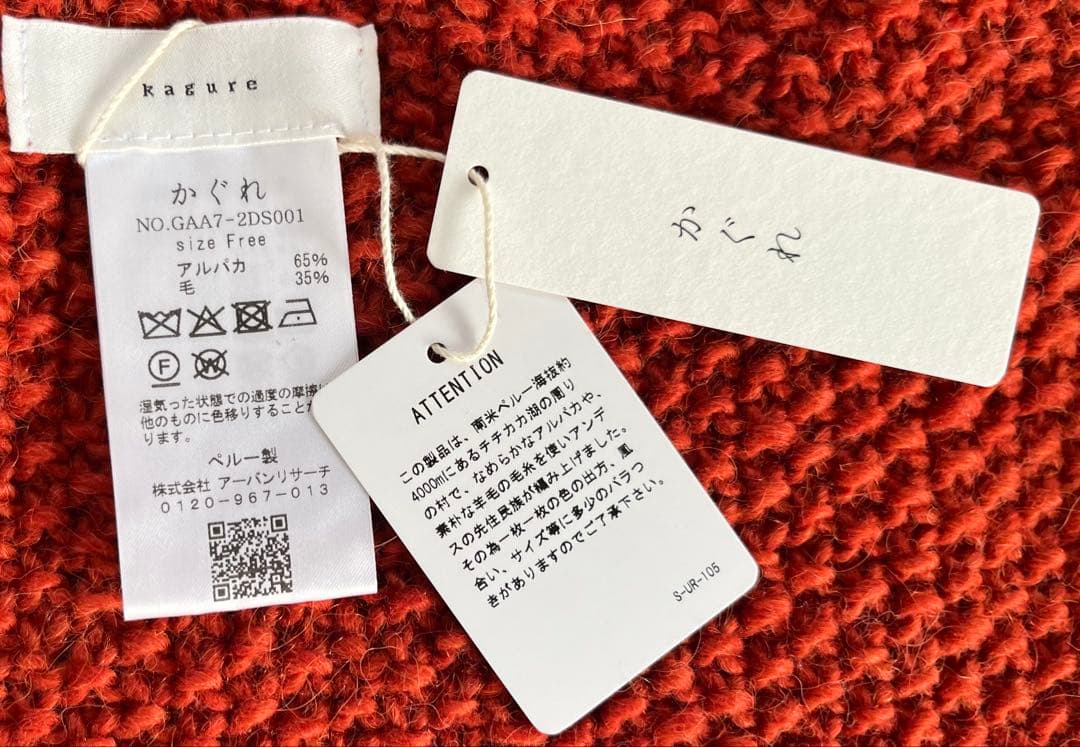 kagure
かぐれ
NO.GAA7-2DS001
size Free
アルパカ 65%
毛 35%
F
W
湿気った状態での過度の摩擦は
他のものに色移りすることが
ります。
ペルー製
株式会社 アーバンリサーチ
0120-967-013
かぐれ
ATTENTION
この製品は、南米ペルー海抜約
4000mにあるチチカカ湖の周り
の村で、なめらかなアルパカや、
素朴な羊毛の毛糸を使いアンデ
スの先住民族が編み上げました。
その為一枚一枚の色の出方、風
合い、サイズ等に多少のバラつ
きがありますのでご了承下さい。
S-UR-105